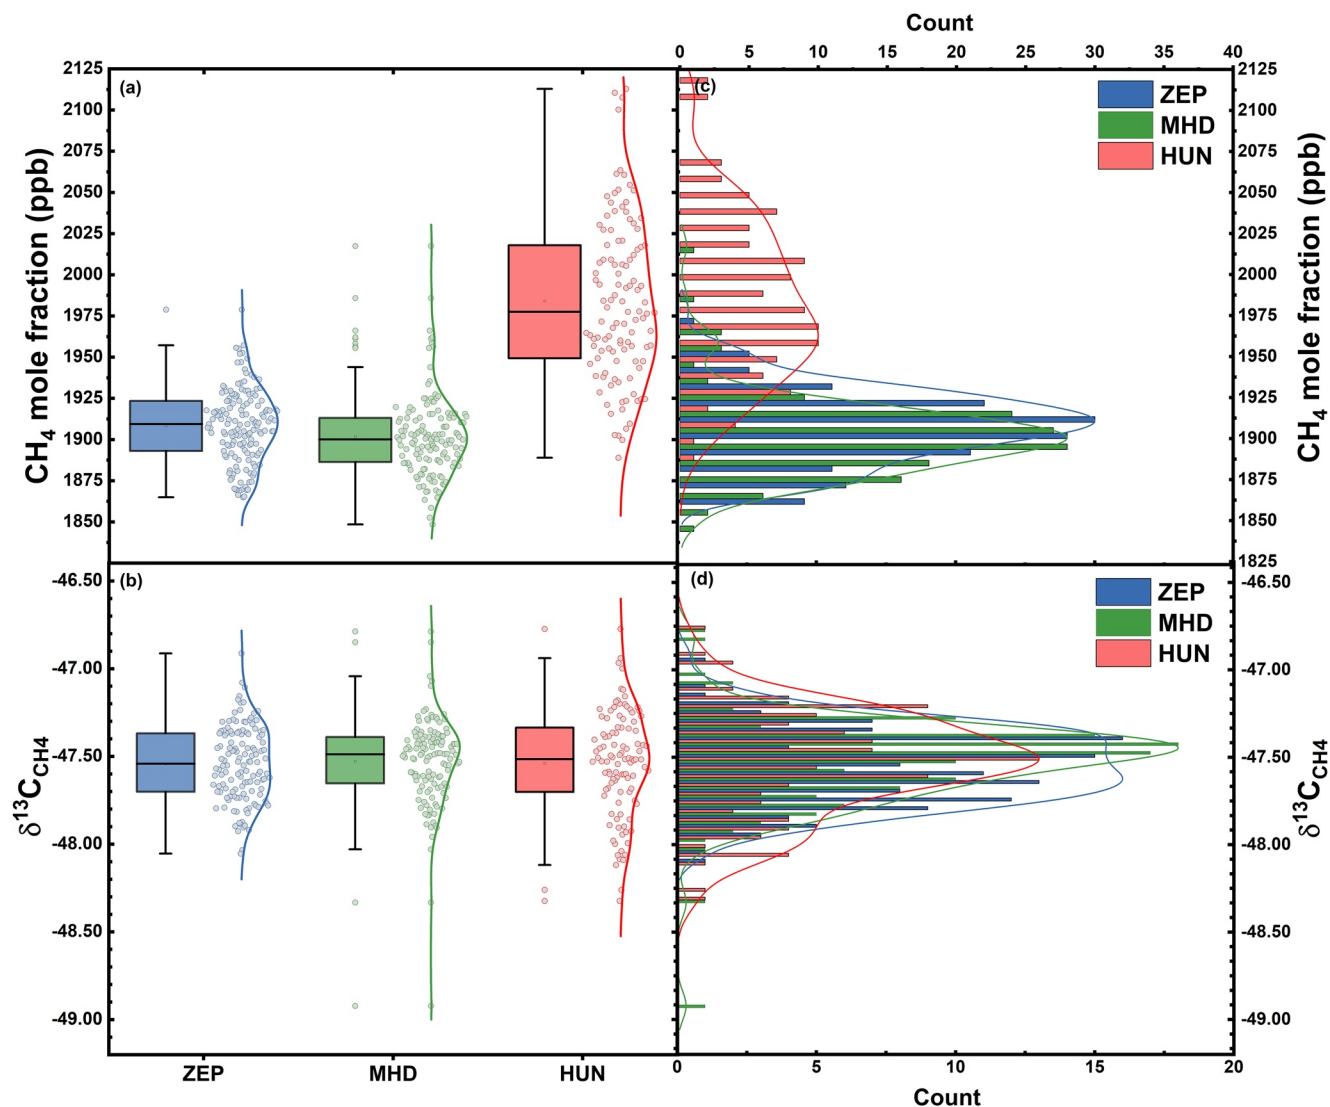 Count
0 5 10 15 20 25 30 35 40
(a)
2125
2100
2075
2050
2025
2000
1975
1950
1925
1900
1875
1850
CH4 mole fraction (ppb)
(c)
ZEP
MHD
HUN
2125
2100
2075
2050
2025
2000
1975
1950
1925
1900
1875
1850
1825
CH4 mole fraction (ppb)
(b)
-46.50
-47.00
-47.50
-48.00
-48.50
-49.00
δ13CCH4
ZEP MHD HUN
(d)
ZEP
MHD
HUN
-46.50
-47.00
-47.50
-48.00
-48.50
-49.00
δ13CCH4
0 5 10 15 20
Count